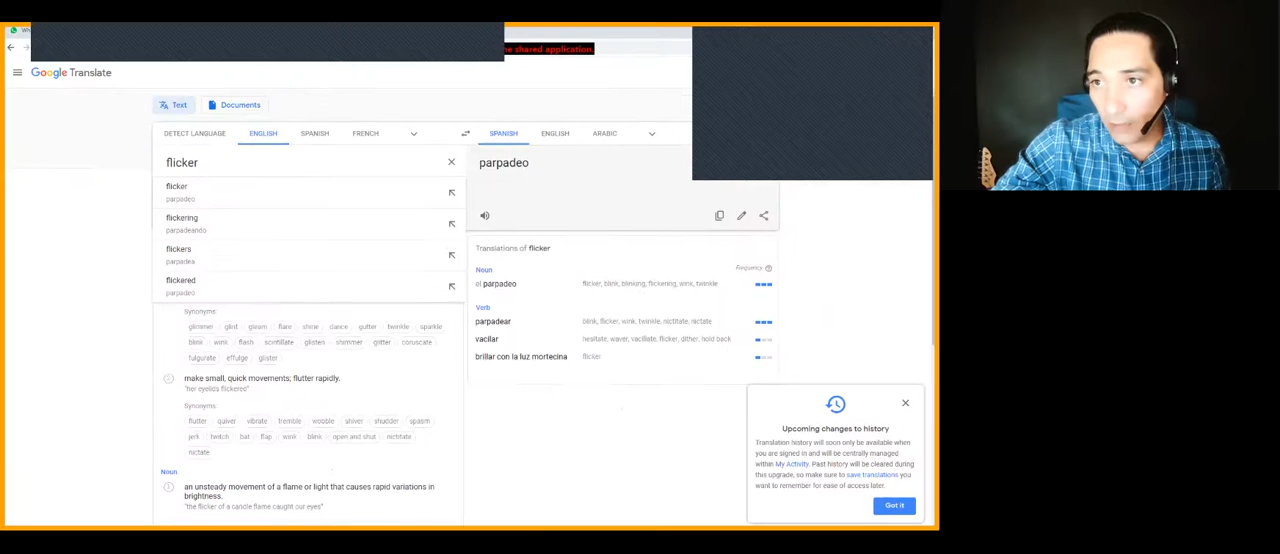 he shared application.
Google Translate
Text
Documents
DETECT LANGUAGE
ENGLISH
SPANISH
FRENCH
SPANISH
ENGLISH
ARABIC
flicker
parpadeo
flicker
parpadeo
flickering
parpadeando
flickers
parpadea
flickered
parpadeó
Synonyms:
glimmer glint gleam flare shine dance gutter twinkle sparkle
blink wink flash scintillate glisten shimmer glitter coruscate
fulgurate effulge glister
make small, quick movements; flutter rapidly.
"her eyelids flickered"
Synonyms:
flutter quiver vibrate tremble wobble shiver shudder spasm
jerk twitch bat flap wink blink open and shut nictitate
nictate
Noun
an unsteady movement of a flame or light that causes rapid variations in
brightness.
"the flicker of a candle flame caught our eyes"
Translations of flicker
Noun
Frequency
el parpadeo
flicker, blink, blinking, flickering, wink, twinkle
Verb
parpadear
blink, flicker, wink, twinkle, nictitate, nictate
vacilar
hesitate, waver, vacillate, flicker, dither, hold back
brillar con la luz mortecina
flicker
Upcoming changes to history
Translation history will soon only be available when
you are signed in and will be centrally managed
within My Activity. Past history will be cleared during
this upgrade, so make sure to save translations you
want to remember for ease of access later.
Got it